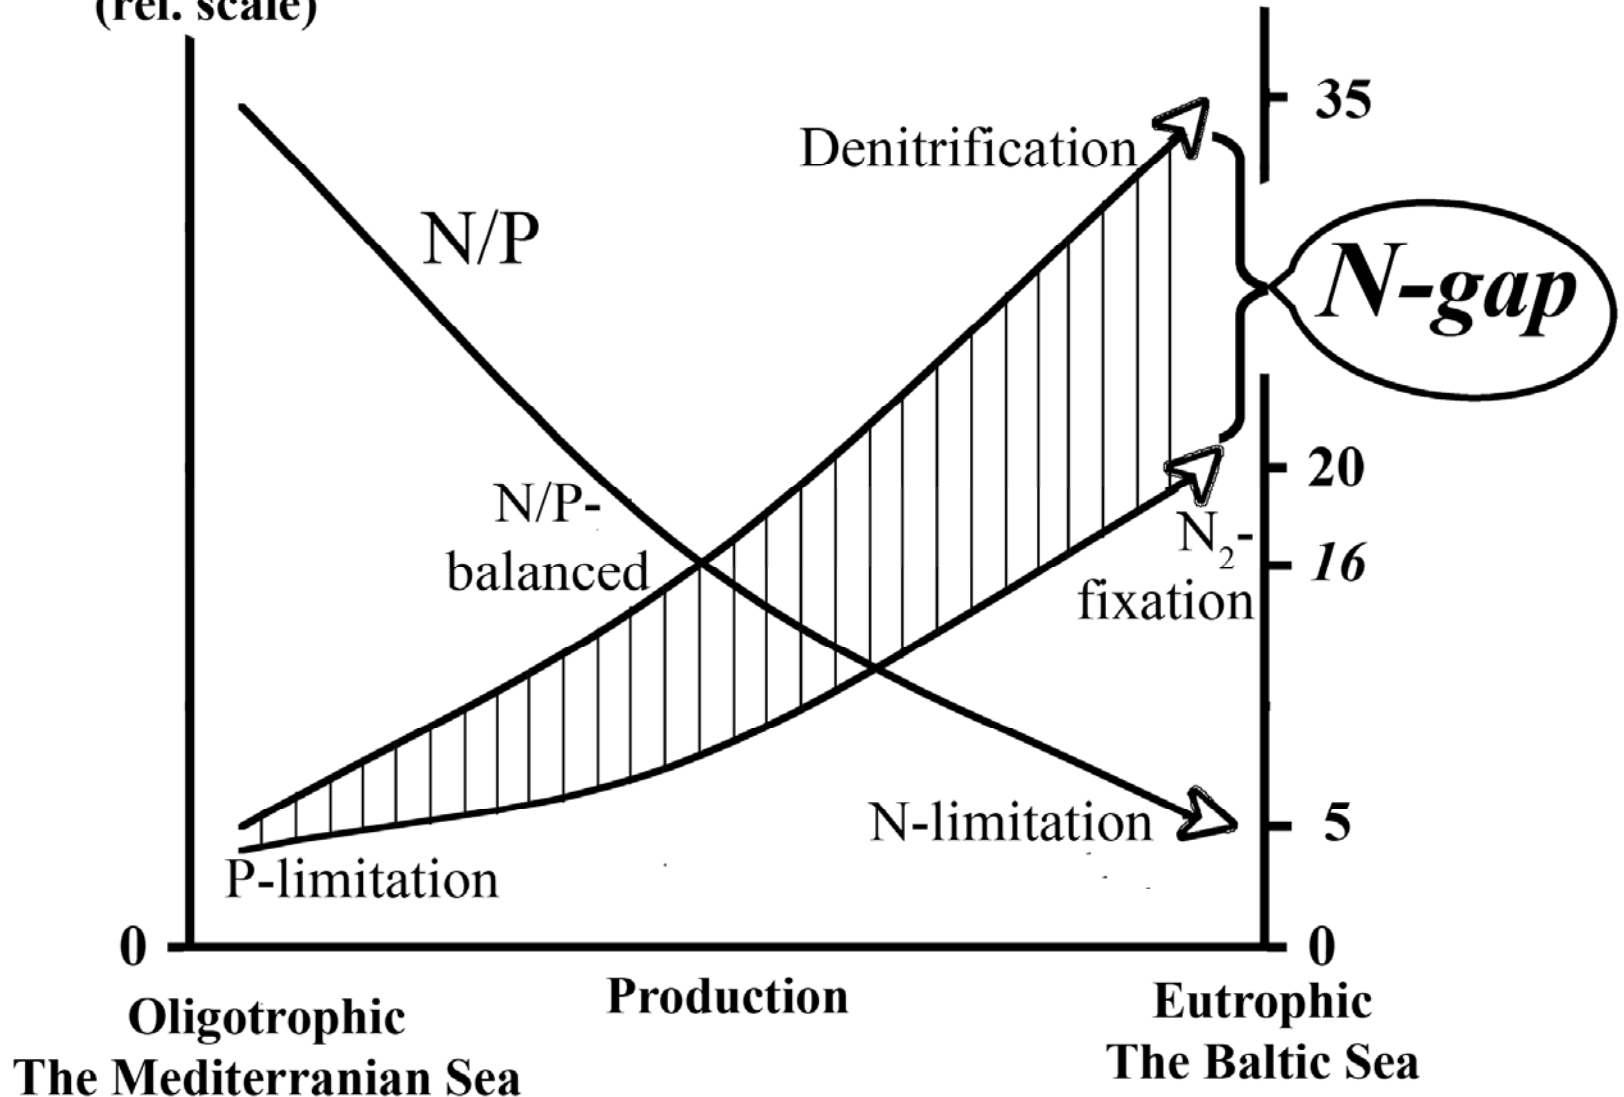 (rel. scale)
35
Denitrification
N/P
N-gap
20
N/P-
balanced
N₂-
fixation
16
N-limitation
5
P-limitation
0
0
Production
Oligotrophic
The Mediterranian Sea
Eutrophic
The Baltic Sea